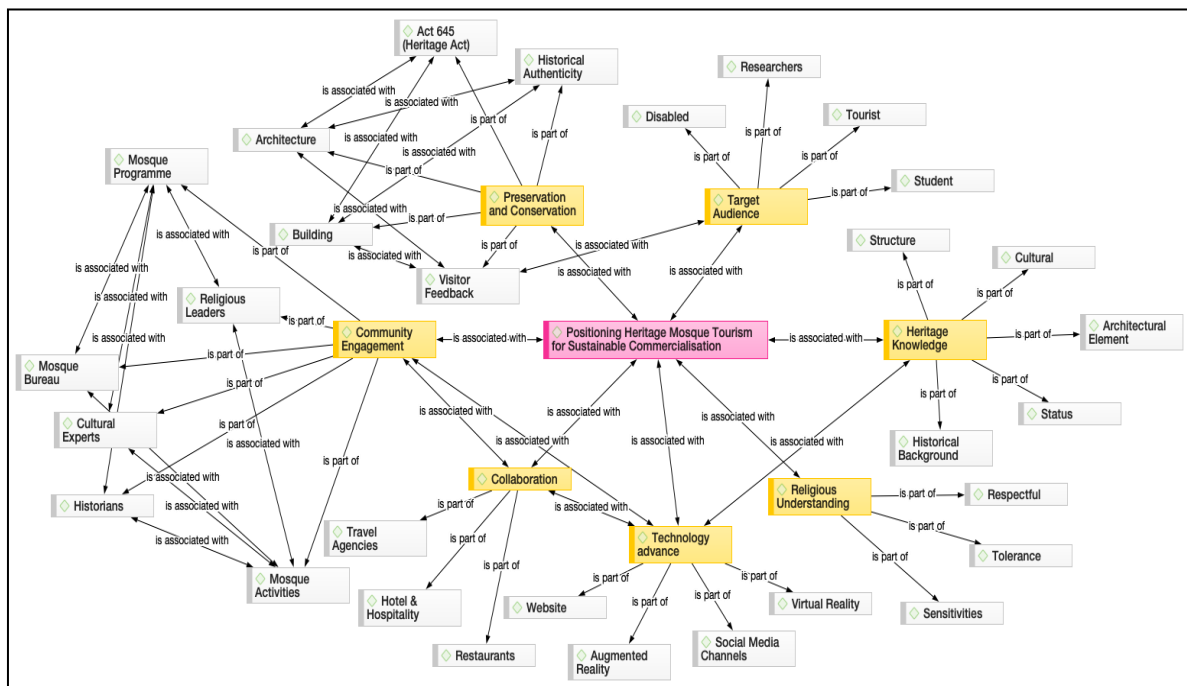 Act 645
(Heritage Act)
Historical
Authenticity
Researchers
is associated with
is associated with
is part of
is part of
Disabled
Tourist
is part of
is part of
is part of
Architecture
is associated with
is associated with
Mosque
Programme
is part of
Preservation
and Conservation
Target
Audience
is part of
Student
is associated with
is part of
is associated with
Building
is part of
is associated with
is part of
is associated with
is associated with
Structure
Cultural
is associated with
is associated with
Visitor
Feedback
is part of
is part of
Religious
Leaders
is part of
Community
Engagement
is associated with
Positioning Heritage Mosque Tourism
for Sustainable Commercialisation
is associated with
Heritage
Knowledge
is part of
Architectural
Element
Mosque
Bureau
is part of
is part of
is part of
is part of
Status
Cultural
Experts
is part of
is associated with
is associated with
is associated with
is associated with
is associated with
is associated with
Historical
Background
is associated with
is part of
Collaboration
Religious
Understanding
is part of
Respectful
Historians
is associated with
is associated with
is part of
is associated with
Travel
Agencies
Technology
advance
is part of
Tolerance
is part of
is part of
is part of
is part of
Mosque
Activities
is part of
is part of
is part of
Hotel &
Hospitality
Website
Virtual Reality
Sensitivities
Restaurants
Augmented
Reality
Social Media
Channels